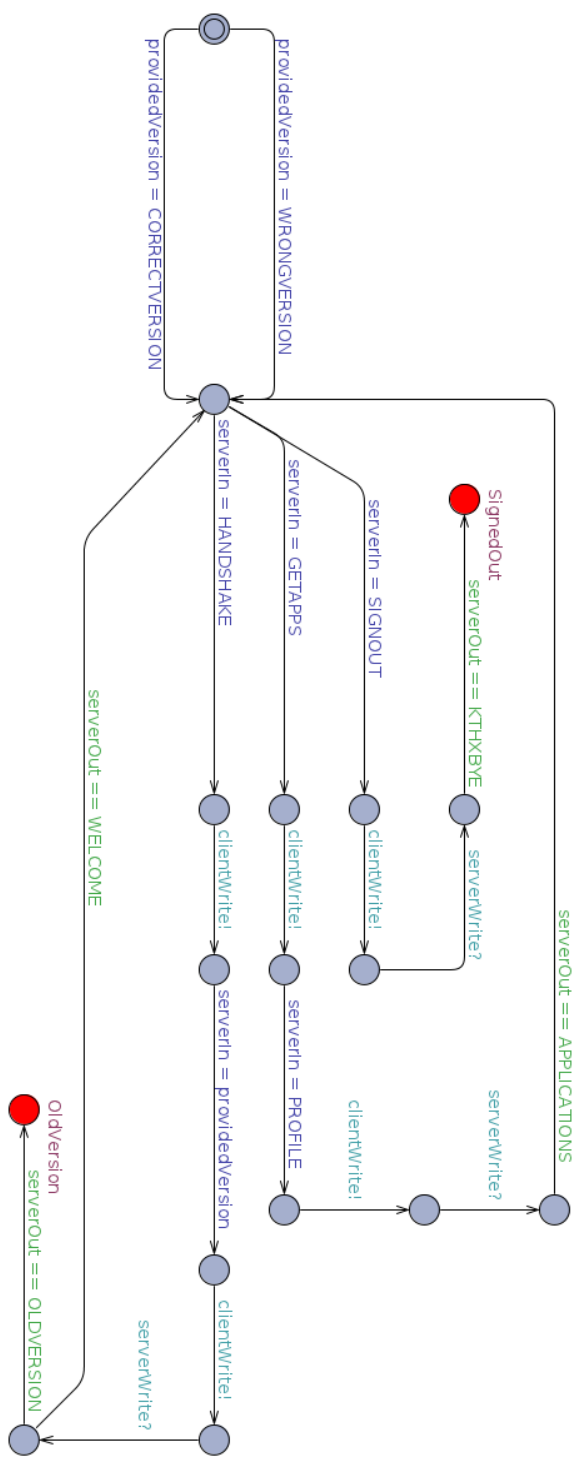 providedVersion = WRONGVERSION
providedVersion = CORRECTVERSION
SignedOut
serverOut == KTHXBYE
serverWrite?
serverOut == APPLICATIONS
serverIn = SIGNOUT
clientWrite!
serverIn = GETAPPS
clientWrite!
serverIn = PROFILE
clientWrite!
serverWrite?
serverIn = HANDSHAKE
clientWrite!
serverIn = providedVersion
clientWrite!
serverWrite?
serverOut == WELCOME
OldVersion
serverOut == OLDVERSION